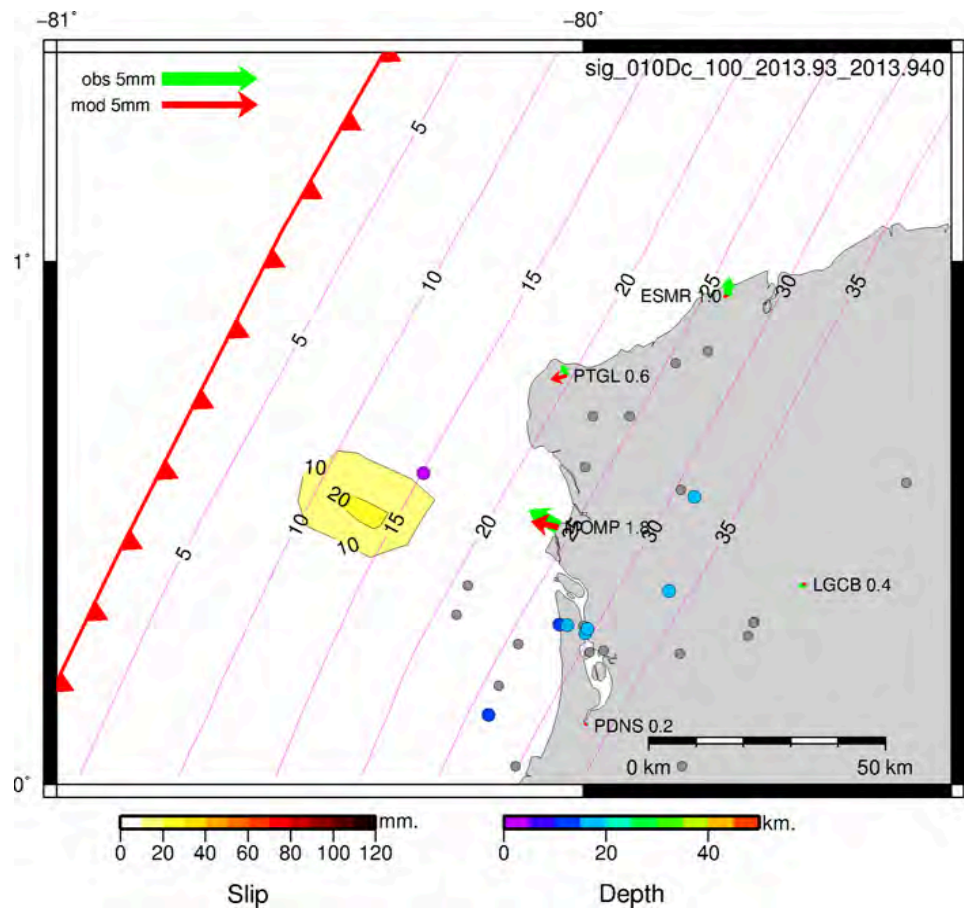 −81° −80°
obs 5mm
mod 5mm
sig_010Dc_100_2013.93_2013.940
5 10 15 20 25 30 35
1°
ESMR 1.0
PTGL 0.6
5
10
20
10
10 15 20 25 30 35
5
LGCB 0.4
PDNS 0.2
0 km 50 km
0°
mm. km.
0 20 40 60 80 100 120
0 20 40
Slip Depth